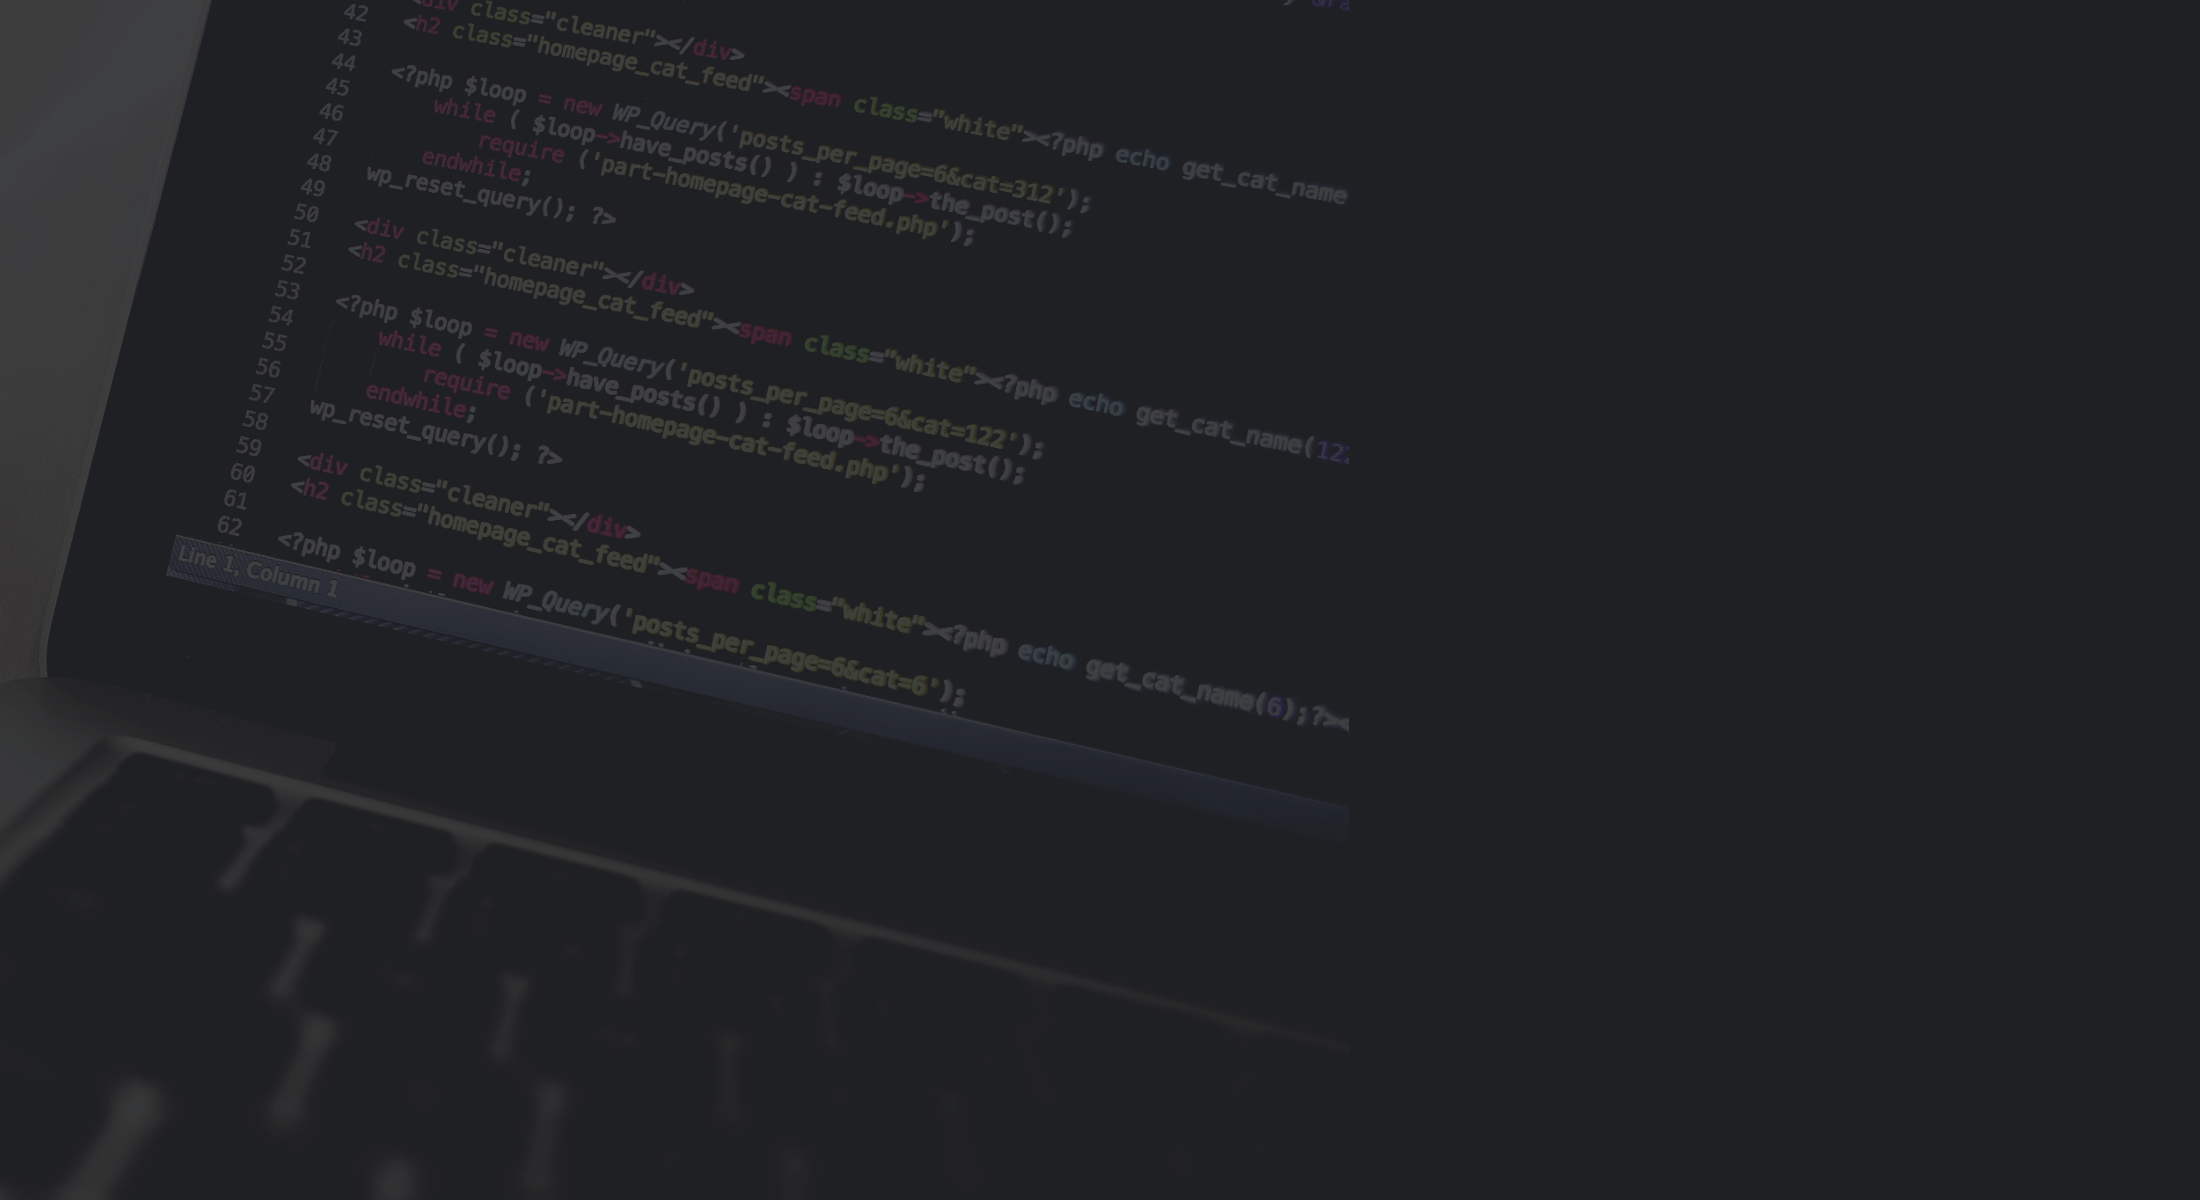 42
43 <div class="cleaner"></div>
44 <h2 class="homepage_cat_feed"><span class="white"><?php echo get_cat_name
45
46 <?php $loop = new WP_Query('posts_per_page=6&cat=312');
47 while ( $loop->have_posts() ) : $loop->the_post();
48 require ('part-homepage-cat-feed.php');
49 endwhile;
50 wp_reset_query(); ?>
51
52 <div class="cleaner"></div>
53 <h2 class="homepage_cat_feed"><span class="white"><?php echo get_cat_name(122
54
55 <?php $loop = new WP_Query('posts_per_page=6&cat=122');
56 while ( $loop->have_posts() ) : $loop->the_post();
57 require ('part-homepage-cat-feed.php');
58 endwhile;
59 wp_reset_query(); ?>
60
61 <div class="cleaner"></div>
62 <h2 class="homepage_cat_feed"><span class="white"><?php echo get_cat_name(6);?><
<?php $loop = new WP_Query('posts_per_page=6&cat=6');
Line 1, Column 1